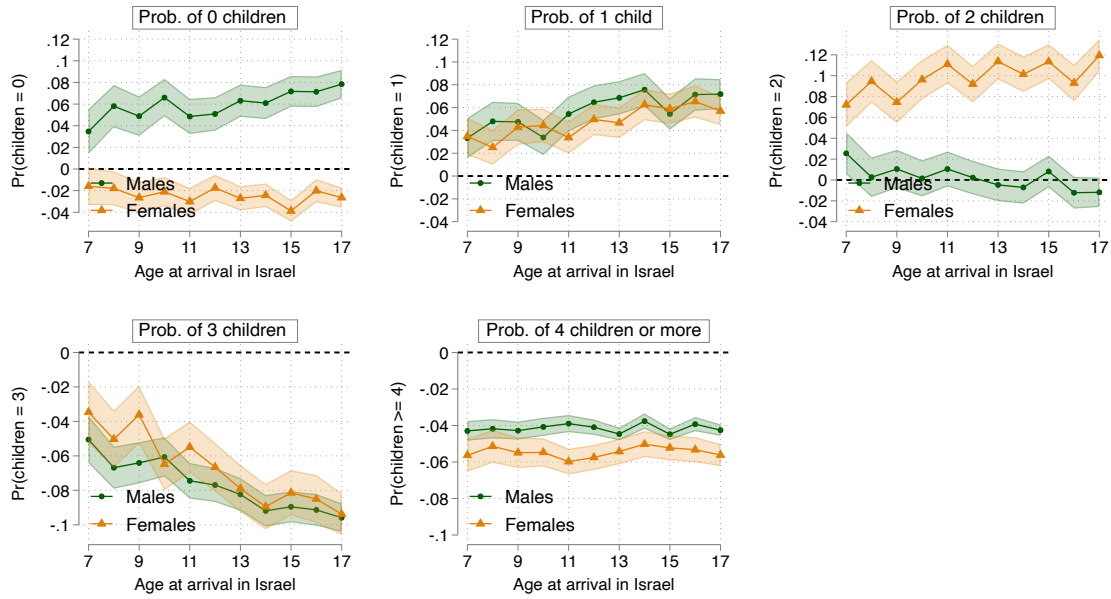 Prob. of 0 children
Pr(children = 0)
.12
.1
.08
.06
.04
.02
0
-.02
-.04
Males
Females
7 9 11 13 15 17
Age at arrival in Israel
Prob. of 1 child
Pr(children = 1)
.12
.1
.08
.06
.04
.02
0
-.02
-.04
Males
Females
7 9 11 13 15 17
Age at arrival in Israel
Prob. of 2 children
Pr(children = 2)
.12
.1
.08
.06
.04
.02
0
-.02
-.04
Males
Females
7 9 11 13 15 17
Age at arrival in Israel
Prob. of 3 children
Pr(children = 3)
0
-.02
-.04
-.06
-.08
-.1
Males
Females
7 9 11 13 15 17
Age at arrival in Israel
Prob. of 4 children or more
Pr(children >= 4)
0
-.02
-.04
-.06
-.08
-.1
Males
Females
7 9 11 13 15 17
Age at arrival in Israel